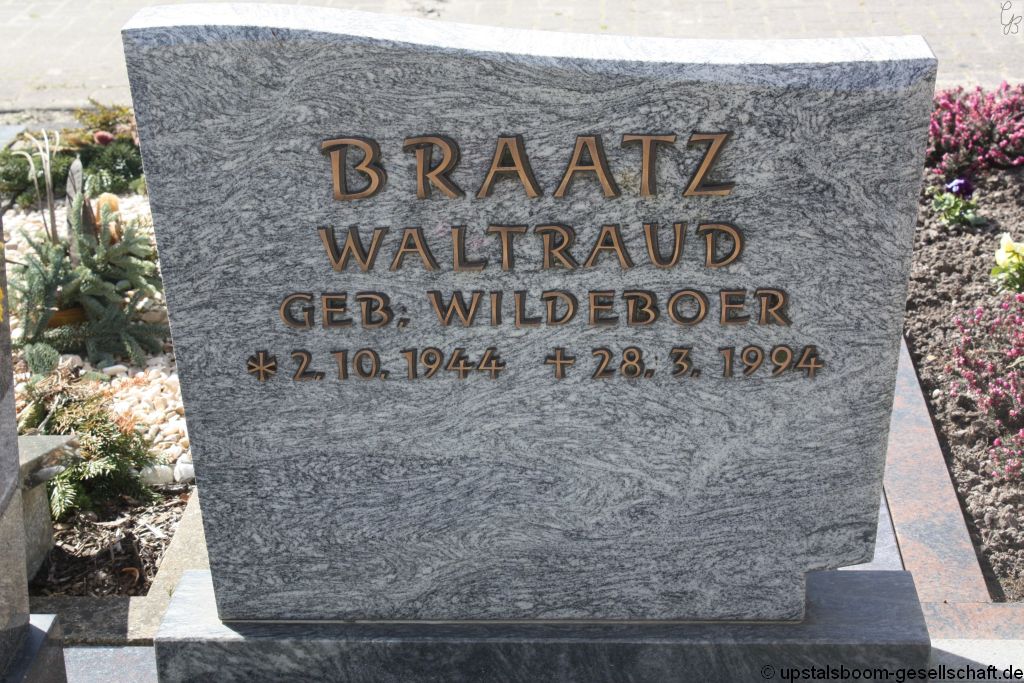 BRAATZ
WALTRAUD
GEB. WILDEBOER
* 2. 10. 1944 † 28. 3. 1994
© upstalsboom-gesellschaft.de